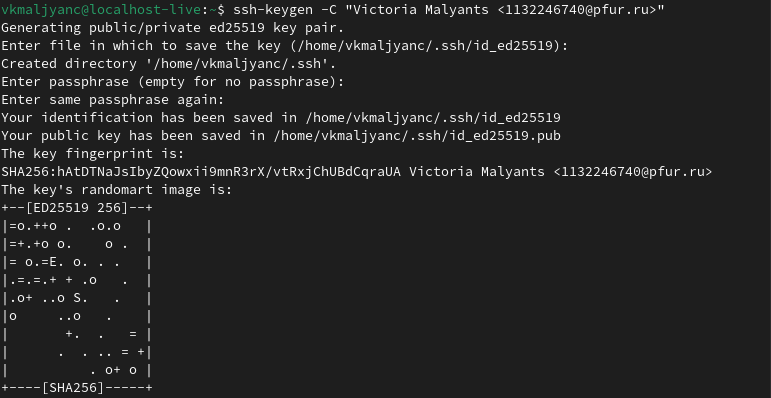 vkmaljyanc@localhost-live:~$ ssh-keygen -C "Victoria Malyants <1132246740@pfur.ru>"
Generating public/private ed25519 key pair.
Enter file in which to save the key (/home/vkmaljyanc/.ssh/id_ed25519):
Created directory '/home/vkmaljyanc/.ssh'.
Enter passphrase (empty for no passphrase):
Enter same passphrase again:
Your identification has been saved in /home/vkmaljyanc/.ssh/id_ed25519
Your public key has been saved in /home/vkmaljyanc/.ssh/id_ed25519.pub
The key fingerprint is:
SHA256:hAtDTNaJsIbyZQowxii9mnR3rX/vtRxjChUBdCqraUA Victoria Malyants <1132246740@pfur.ru>
The key's randomart image is:
+--[ED25519 256]--+
|=o.++o .  .o.o   |
|=+.+o o.    o .  |
|= o.=E. o. . .   |
|.=.=.+ + .o   .  |
|.o+ ..o S.   .   |
|o     ..o   .    |
|       +.  .   = |
|      .  . .. = +|
|          . o+ o |
+----[SHA256]-----+